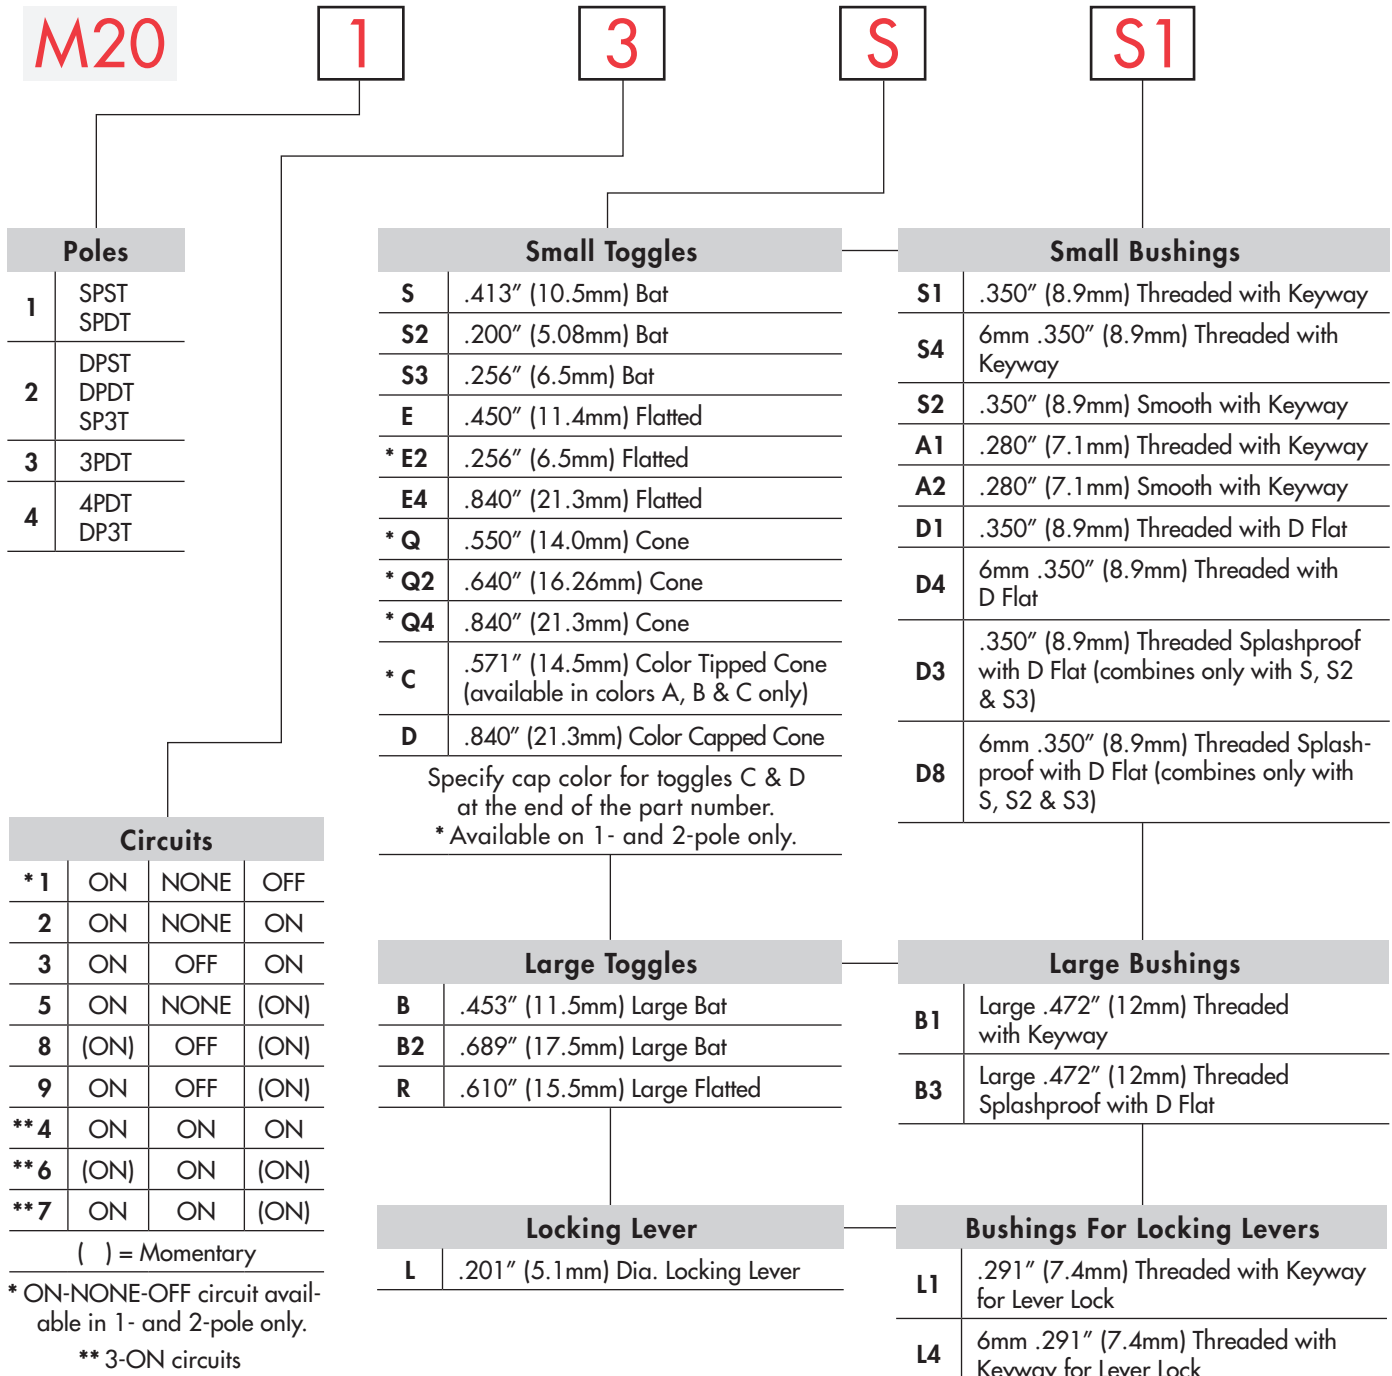 M20 1 3 S S1
Poles
1 SPST
SPDT
2 DPST
DPDT
SP3T
3 3PDT
4 4PDT
DP3T
Circuits
*1 ON NONE OFF
2 ON NONE ON
3 ON OFF ON
5 ON NONE (ON)
8 (ON) OFF (ON)
9 ON OFF (ON)
**4 ON ON ON
**6 (ON) ON (ON)
**7 ON ON (ON)
( ) = Momentary
* ON-NONE-OFF circuit avail-
able in 1- and 2-pole only.
** 3-ON circuits
Small Toggles
S .413" (10.5mm) Bat
S2 .200" (5.08mm) Bat
S3 .256" (6.5mm) Bat
E .450" (11.4mm) Flatted
* E2 .256" (6.5mm) Flatted
E4 .840" (21.3mm) Flatted
* Q .550" (14.0mm) Cone
* Q2 .640" (16.26mm) Cone
* Q4 .840" (21.3mm) Cone
* C .571" (14.5mm) Color Tipped Cone
(available in colors A, B & C only)
D .840" (21.3mm) Color Capped Cone
Specify cap color for toggles C & D
at the end of the part number.
* Available on 1- and 2-pole only.
Large Toggles
B .453" (11.5mm) Large Bat
B2 .689" (17.5mm) Large Bat
R .610" (15.5mm) Large Flatted
Locking Lever
L .201" (5.1mm) Dia. Locking Lever
Small Bushings
S1 .350" (8.9mm) Threaded with Keyway
S4 6mm .350" (8.9mm) Threaded with
Keyway
S2 .350" (8.9mm) Smooth with Keyway
A1 .280" (7.1mm) Threaded with Keyway
A2 .280" (7.1mm) Smooth with Keyway
D1 .350" (8.9mm) Threaded with D Flat
D4 6mm .350" (8.9mm) Threaded with
D Flat
D3 .350" (8.9mm) Threaded Splashproof
with D Flat (combines only with S, S2
& S3)
D8 6mm .350" (8.9mm) Threaded Splash-
proof with D Flat (combines only with
S, S2 & S3)
Large Bushings
B1 Large .472" (12mm) Threaded
with Keyway
B3 Large .472" (12mm) Threaded
Splashproof with D Flat
Bushings For Locking Levers
L1 .291" (7.4mm) Threaded with Keyway
for Lever Lock
L4 6mm .291" (7.4mm) Threaded with
Keyway for Lever Lock